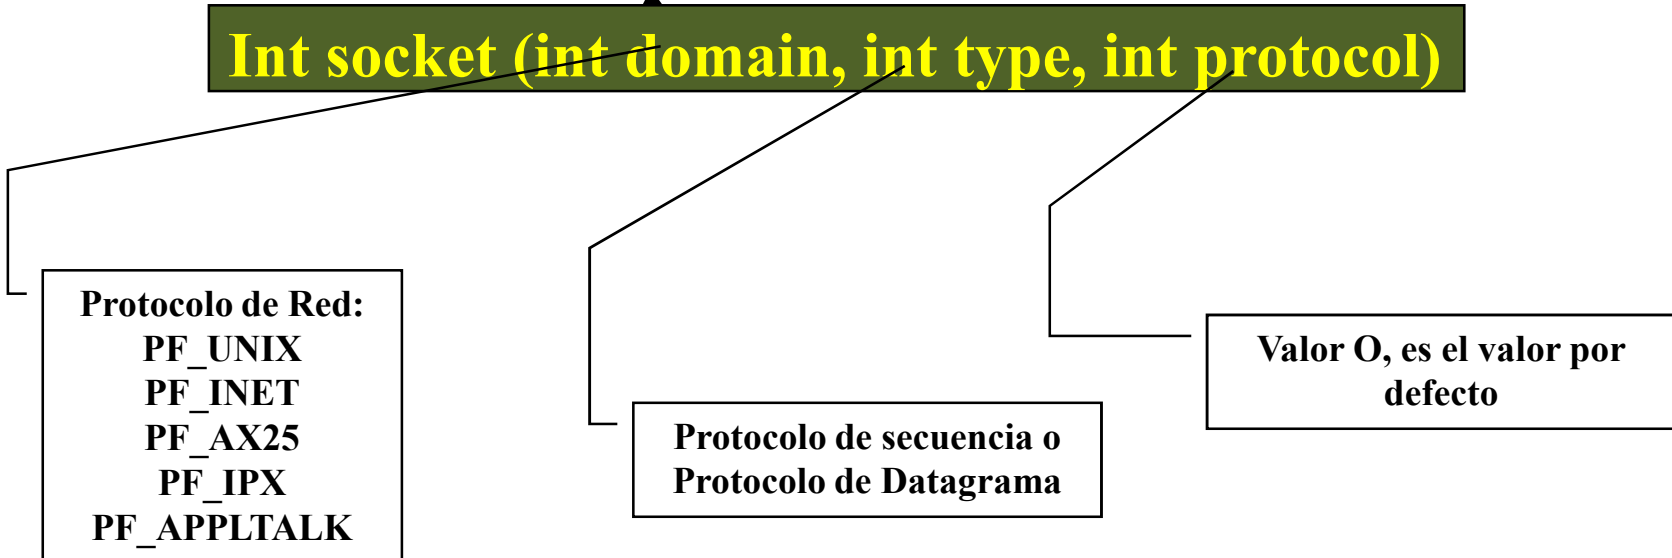 Int socket (int domain, int type, int protocol)
Protocolo de Red:
PF_UNIX
PF_INET
PF_AX25
PF_IPX
PF_APPLTALK
Protocolo de secuencia o
Protocolo de Datagrama
Valor O, es el valor por
defecto